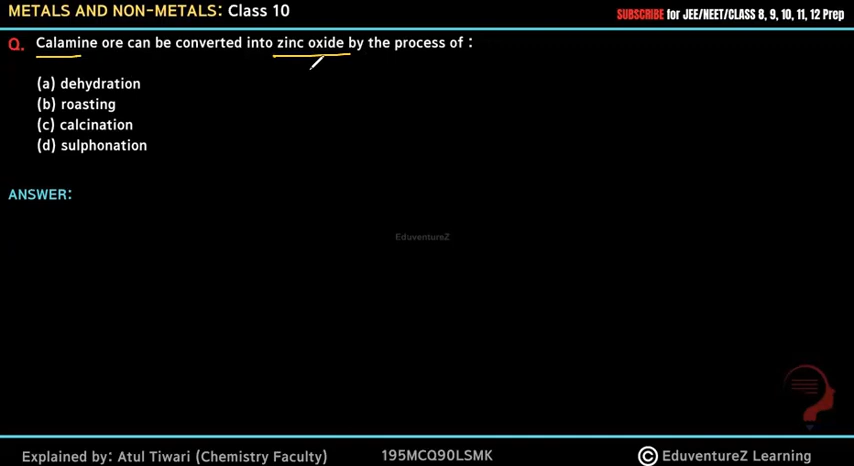 METALS AND NON-METALS: Class 10
SUBSCRIBE for JEE/NEET/CLASS 8, 9, 10, 11, 12 Prep
Q. Calamine ore can be converted into zinc oxide by the process of :
(a) dehydration
(b) roasting
(c) calcination
(d) sulphonation
ANSWER:
EduventureZ
Explained by: Atul Tiwari (Chemistry Faculty)
195MCQ90LSMK
© EduventureZ Learning